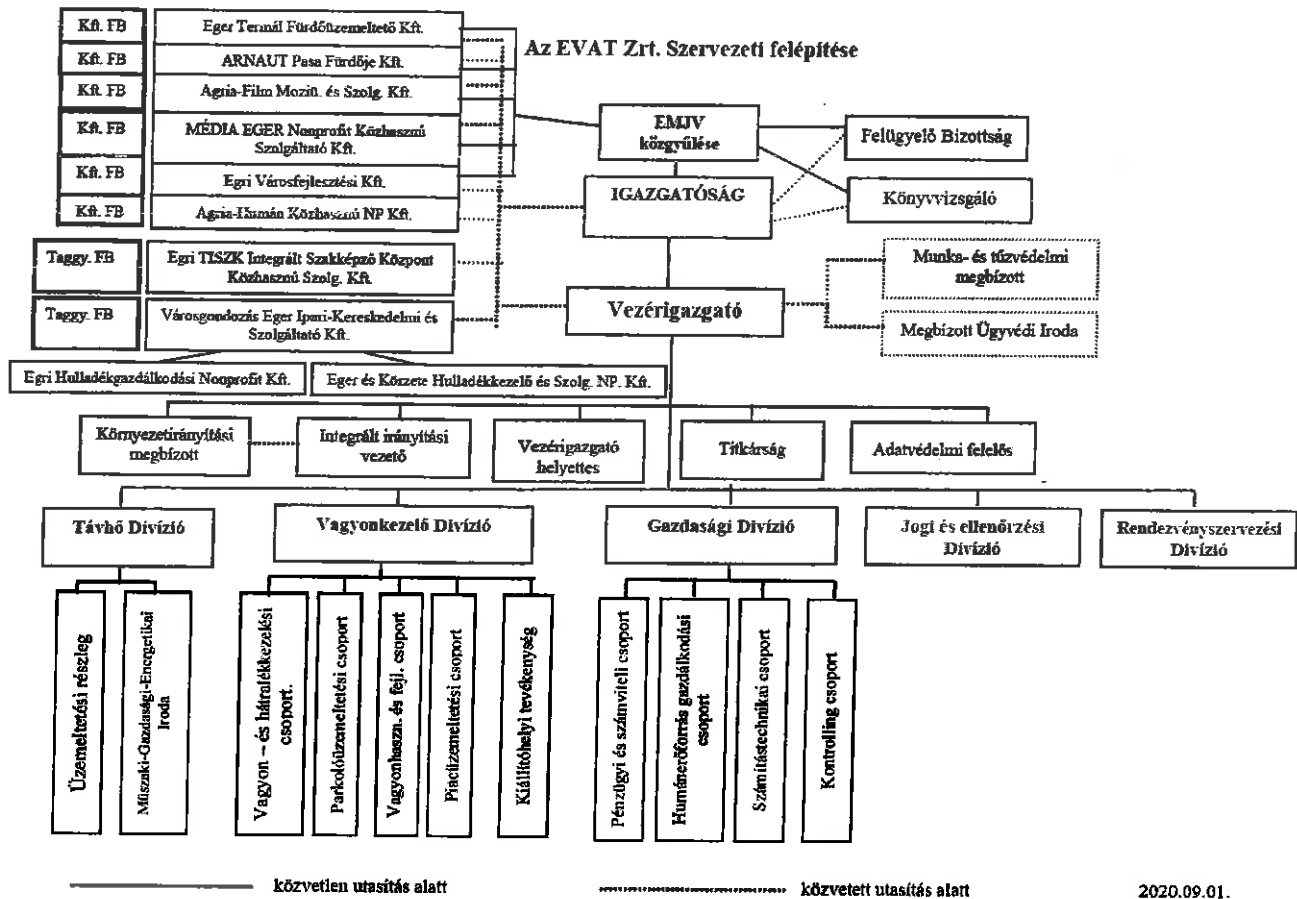 Az EVAT Zrt. Szervezeti felépítése
Kft. FB
Eger Termál Fürdőüzemeltető Kft.
Kft. FB
ARNAUT Pasa Fürdője Kft.
Kft. FB
Agria-Film Moziü. és Szolg. Kft.
Kft. FB
MÉDIA EGER Nonprofit Közhasznú
Szolgáltató Kft.
Kft. FB
Egri Városfejlesztési Kft.
Kft. FB
Agria-Humán Közhasznú NP Kft.
Taggy. FB
Egri TISZK Integrált Szakképző Központ
Közhasznú Szolg. Kft.
Taggy. FB
Városgondozás Eger Ipari-Kereskedelmi és
Szolgáltató Kft.
Egri Hulladékgazdálkodási Nonprofit Kft.
Eger és Körzete Hulladékkezelő és Szolg. NP. Kft.
EMJV
közgyűlése
Felügyelő Bizottság
IGAZGATÓSÁG
Könyvvizsgáló
Vezérigazgató
Munka- és tűzvédelmi
megbízott
Megbízott Ügyvédi Iroda
Környezetirányítási
megbízott
Integrált irányítási
vezető
Vezérigazgató
helyettes
Titkárság
Adatvédelmi felelős
Távhő Divízió
Vagyonkezelő Divízió
Gazdasági Divízió
Jogi és ellenőrzési
Divízió
Rendezvényszervezési
Divízió
Üzemeltetési részleg
Műszaki-Gazdasági-Energetikai
Iroda
Vagyon – és hátralékkezelési
csoport.
Parkolóüzemeltetési csoport
Vagyonhaszn. és fejl. csoport
Piacüzemeltetési csoport
Kiállítóhelyi tevékenység
Pénzügyi és számviteli csoport
Humánerőforrás gazdálkodási
csoport
Számítástechnikai csoport
Kontrolling csoport
közvetlen utasítás alatt
közvetett utasítás alatt
2020.09.01.